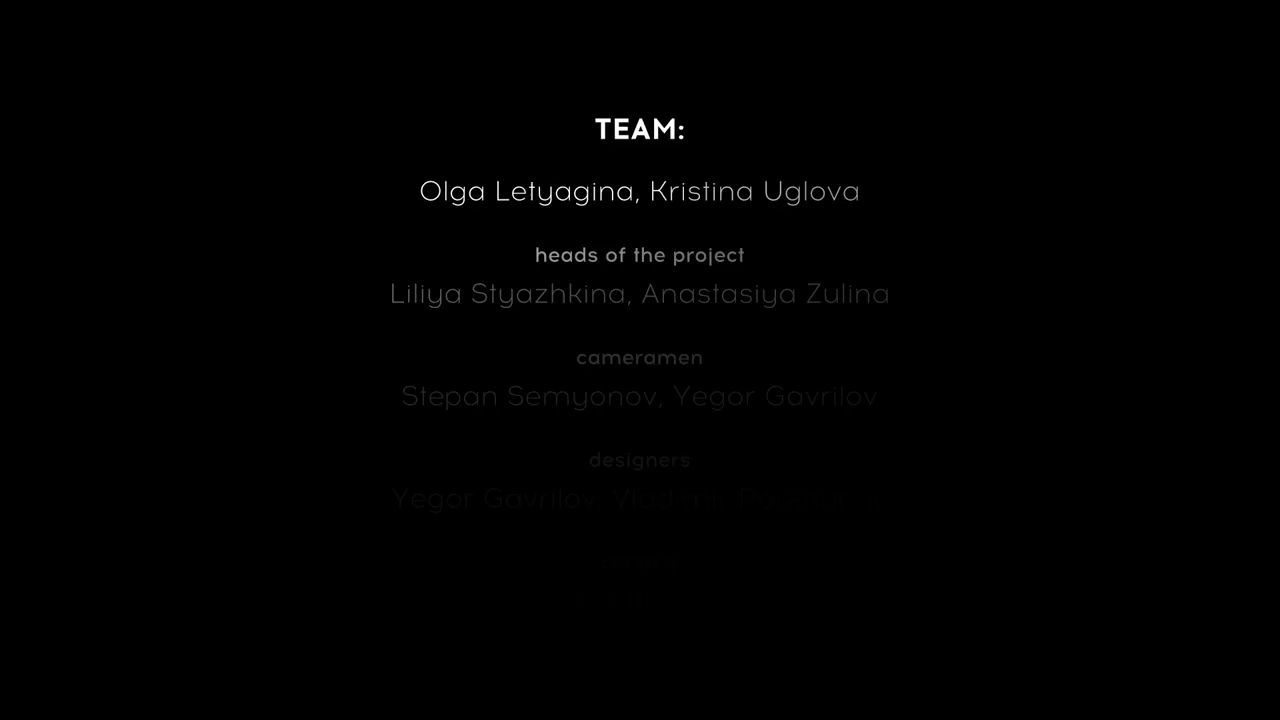 TEAM:
Olga Letyagina, Kristina Uglova
heads of the project
Liliya Styazhkina, Anastasiya Zulina
cameramen
Stepan Semyonov, Yegor Gavrilov
designers
Yegor Gavrilov, Vladimir